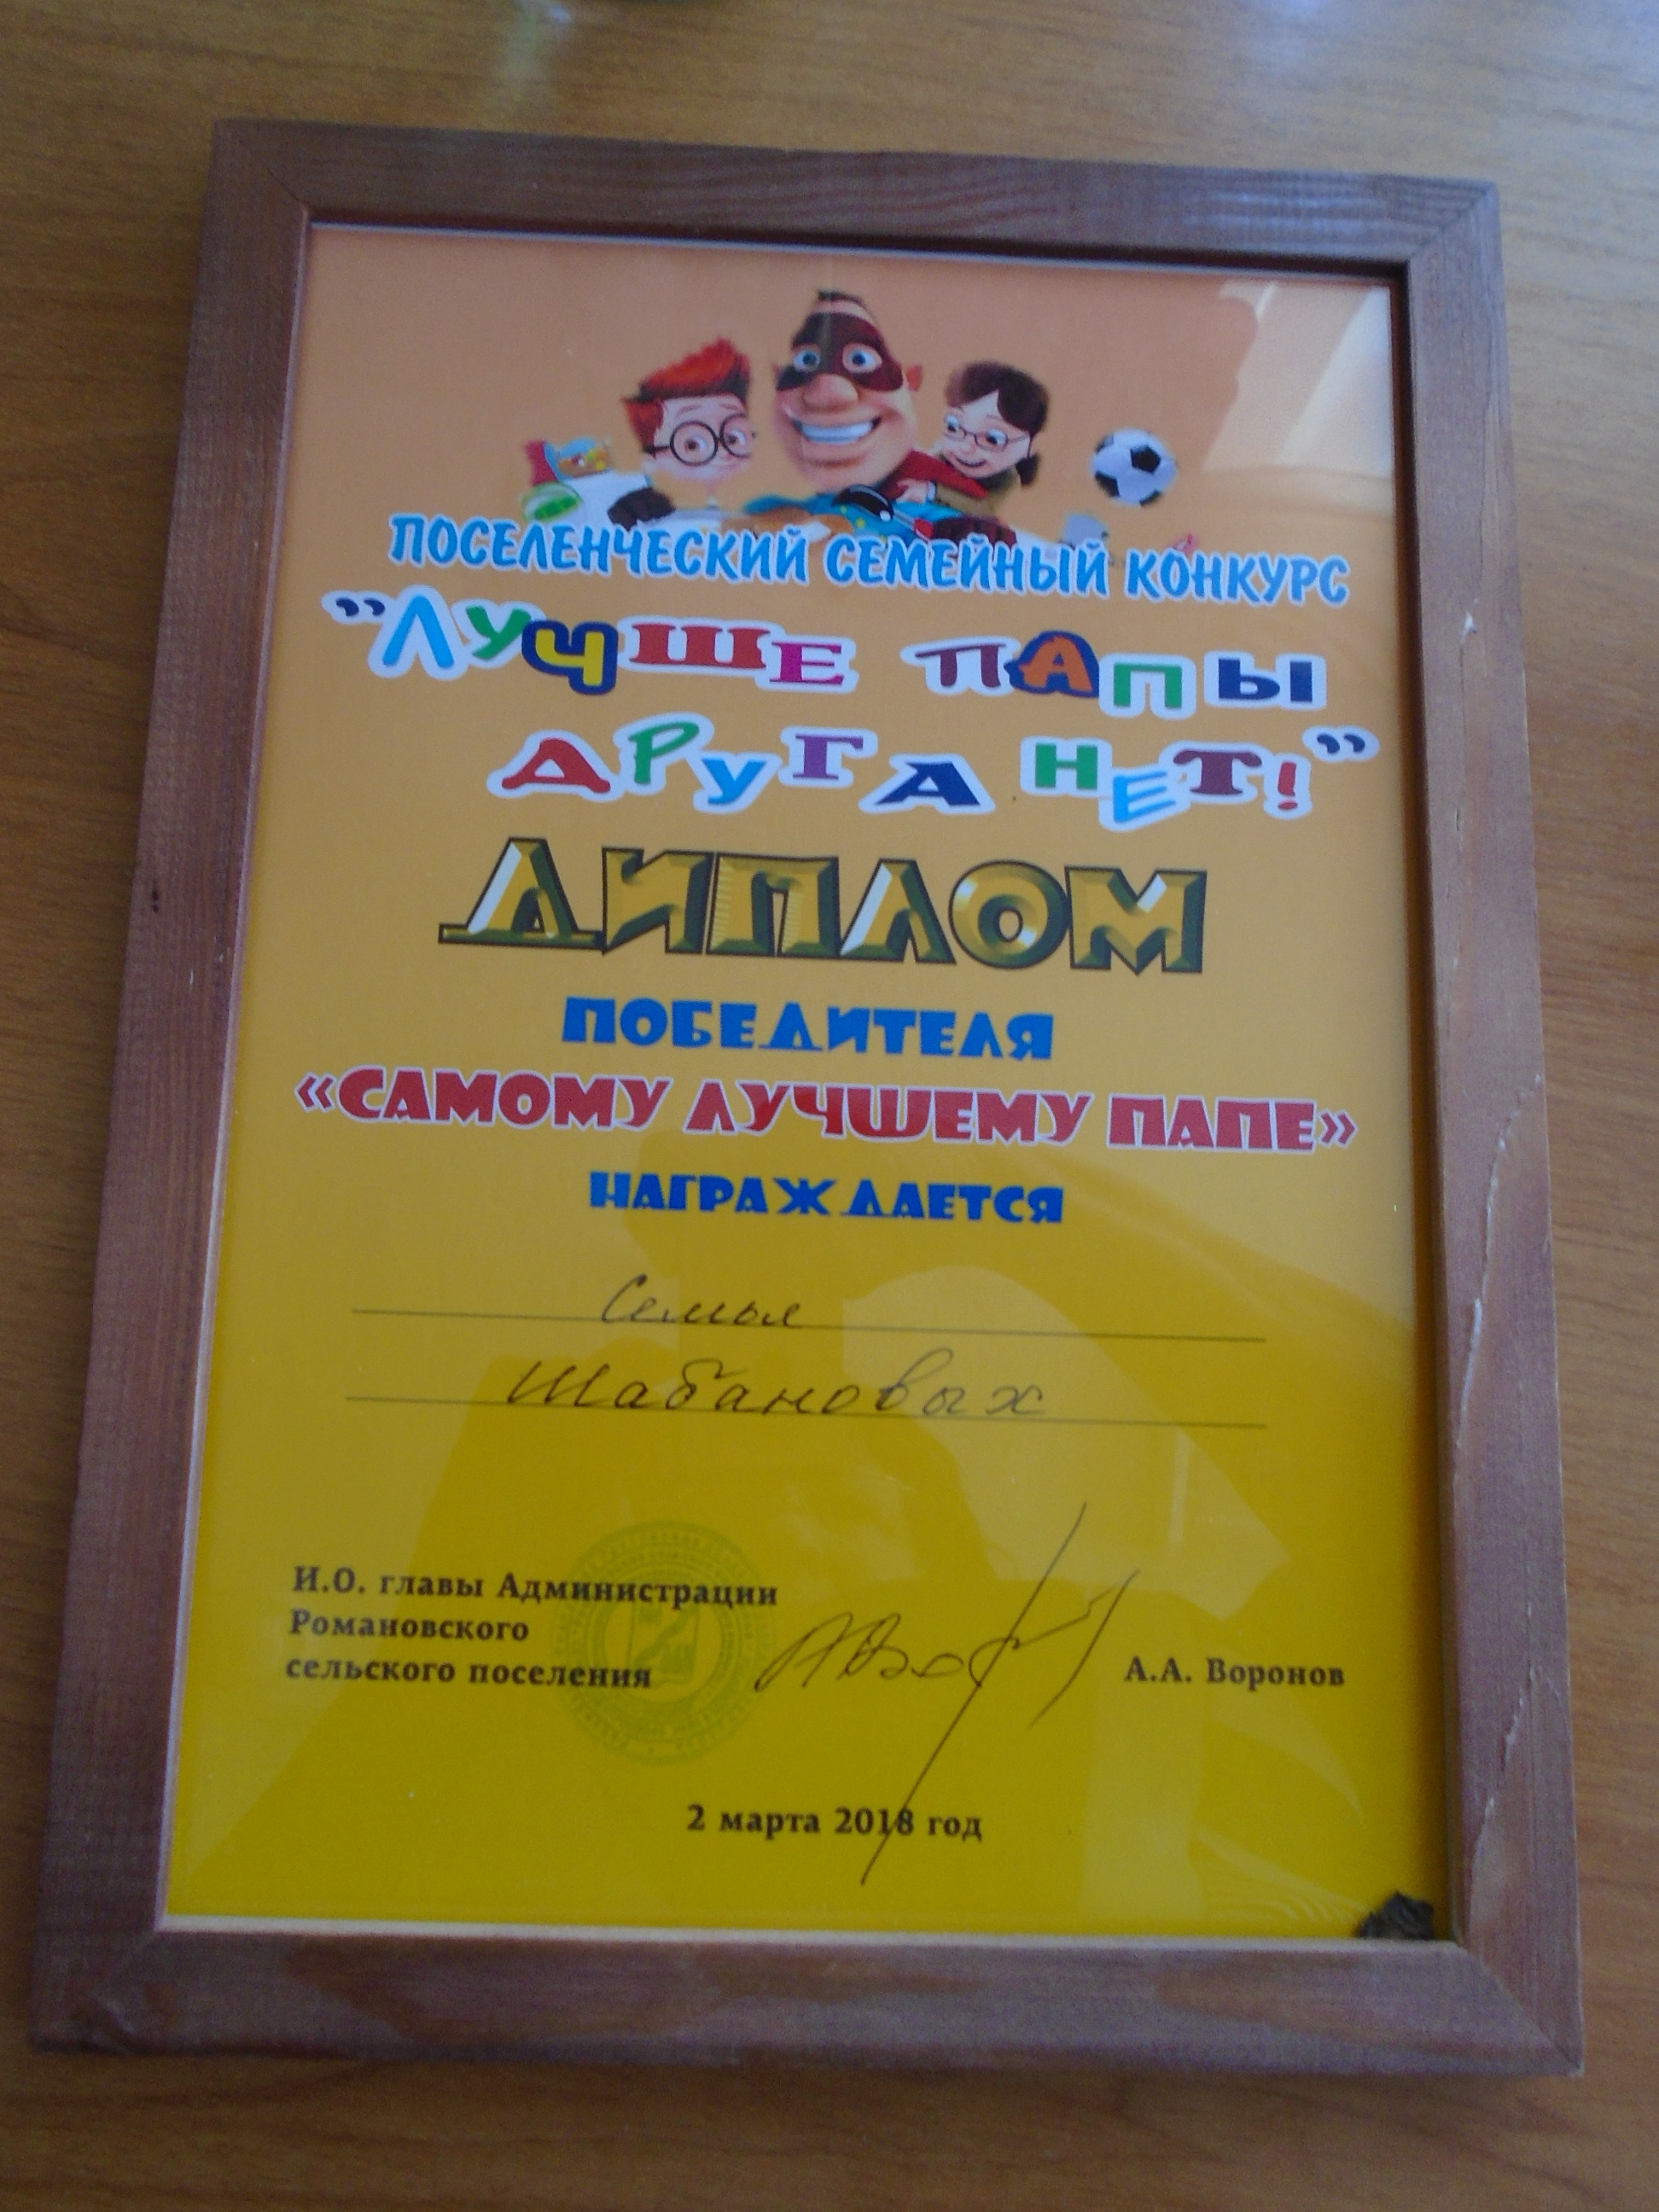 ПОСЕЛЕНЧЕСКИЙ СЕМЕЙНЫЙ КОНКУРС
"ЛУЧШЕ ПАПЫ
ДРУГА НЕТ!"
ДИПЛОМ
ПОБЕДИТЕЛЯ
«САМОМУ ЛУЧШЕМУ ПАПЕ»
НАГРАЖДАЕТСЯ
Семья
Шабановых
И.О. главы Администрации
Романовского
сельского поселения
А.А. Воронов
2 марта 2018 год